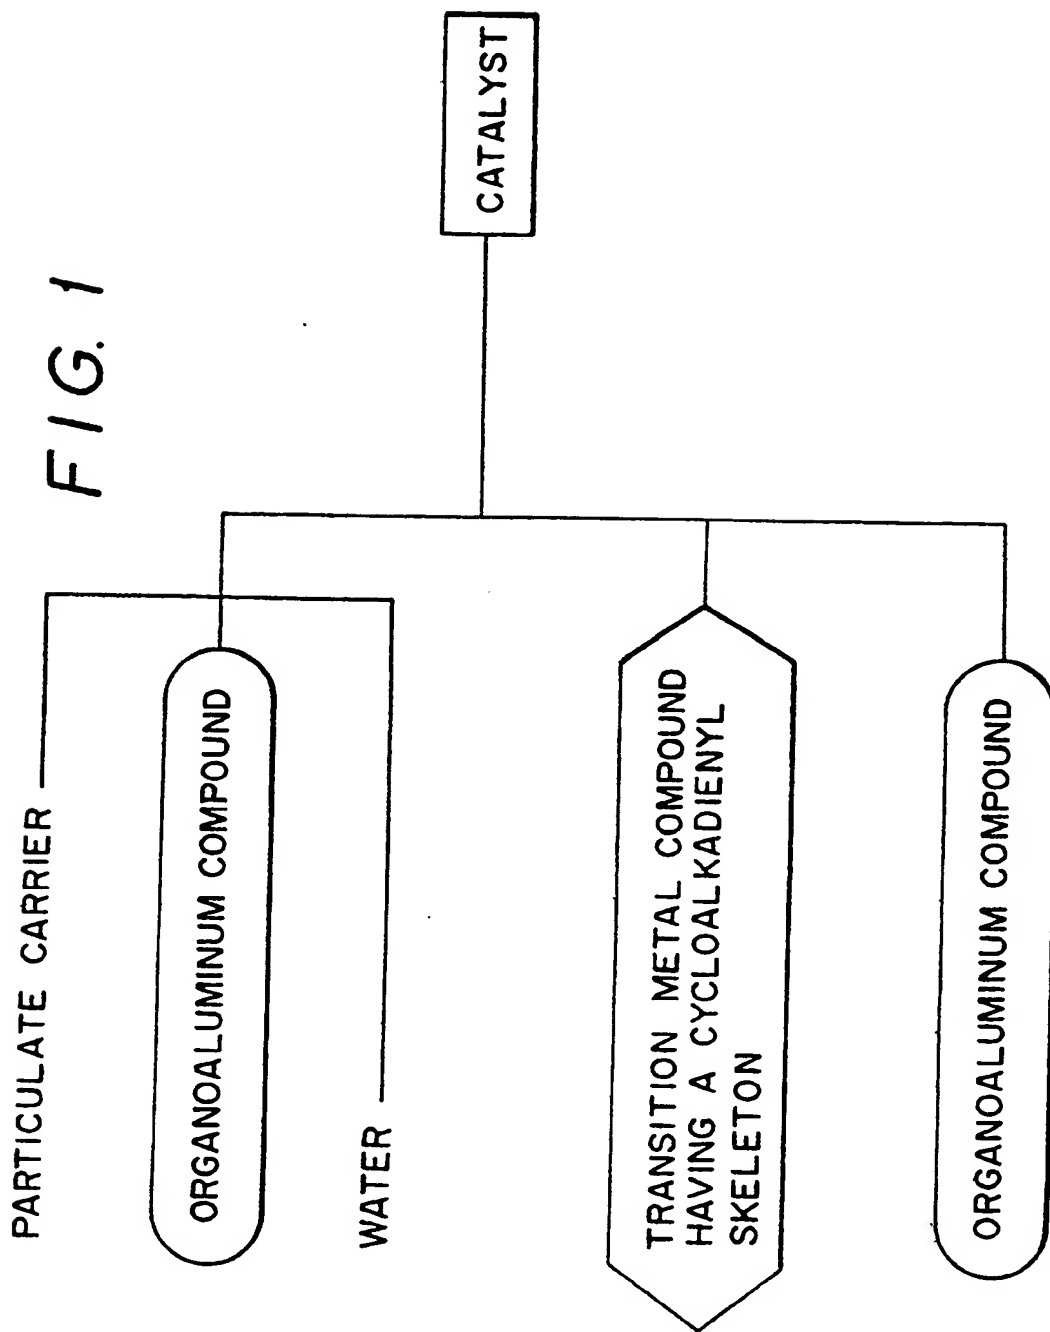 FIG. 1
PARTICULATE CARRIER
ORGANOALUMINUM COMPOUND
WATER
CATALYST
TRANSITION METAL COMPOUND
HAVING A CYCLOALKADIENYL
SKELETON
ORGANOALUMINUM COMPOUND